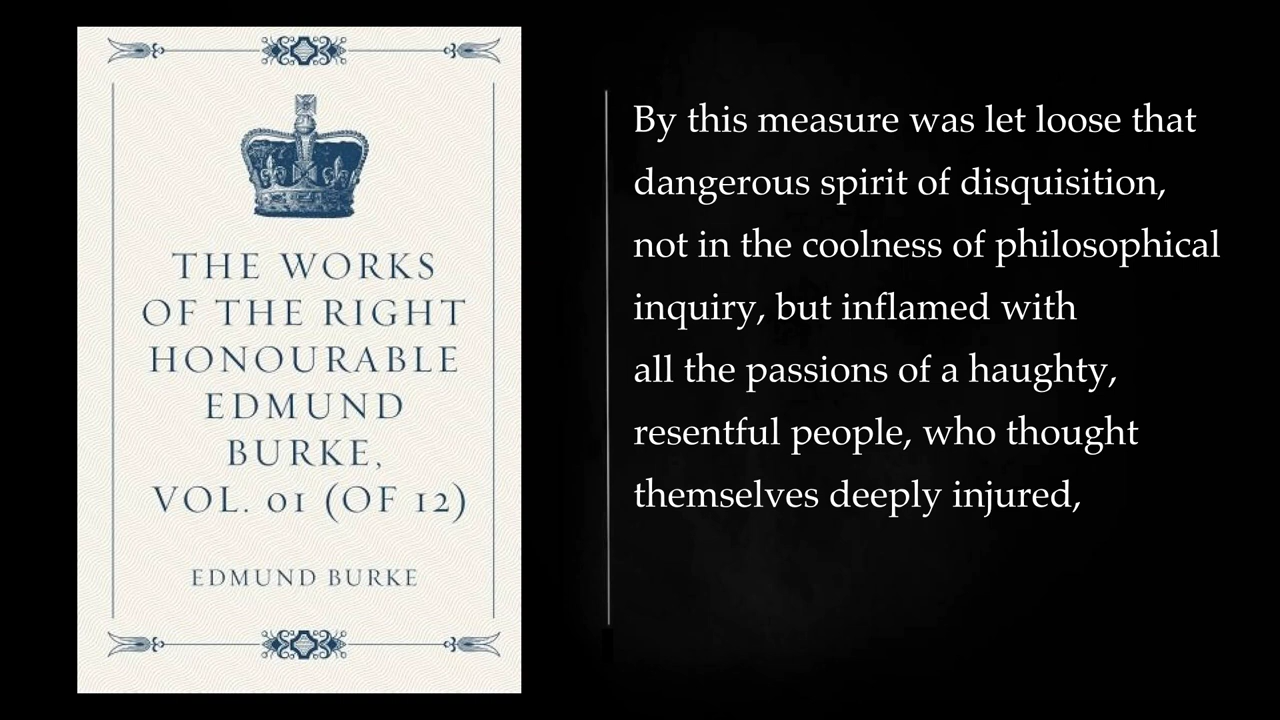 THE WORKS
OF THE RIGHT
HONOURABLE
EDMUND
BURKE,
VOL. 01 (OF 12)
EDMUND BURKE
By this measure was let loose that
dangerous spirit of disquisition,
not in the coolness of philosophical
inquiry, but inflamed with
all the passions of a haughty,
resentful people, who thought
themselves deeply injured,